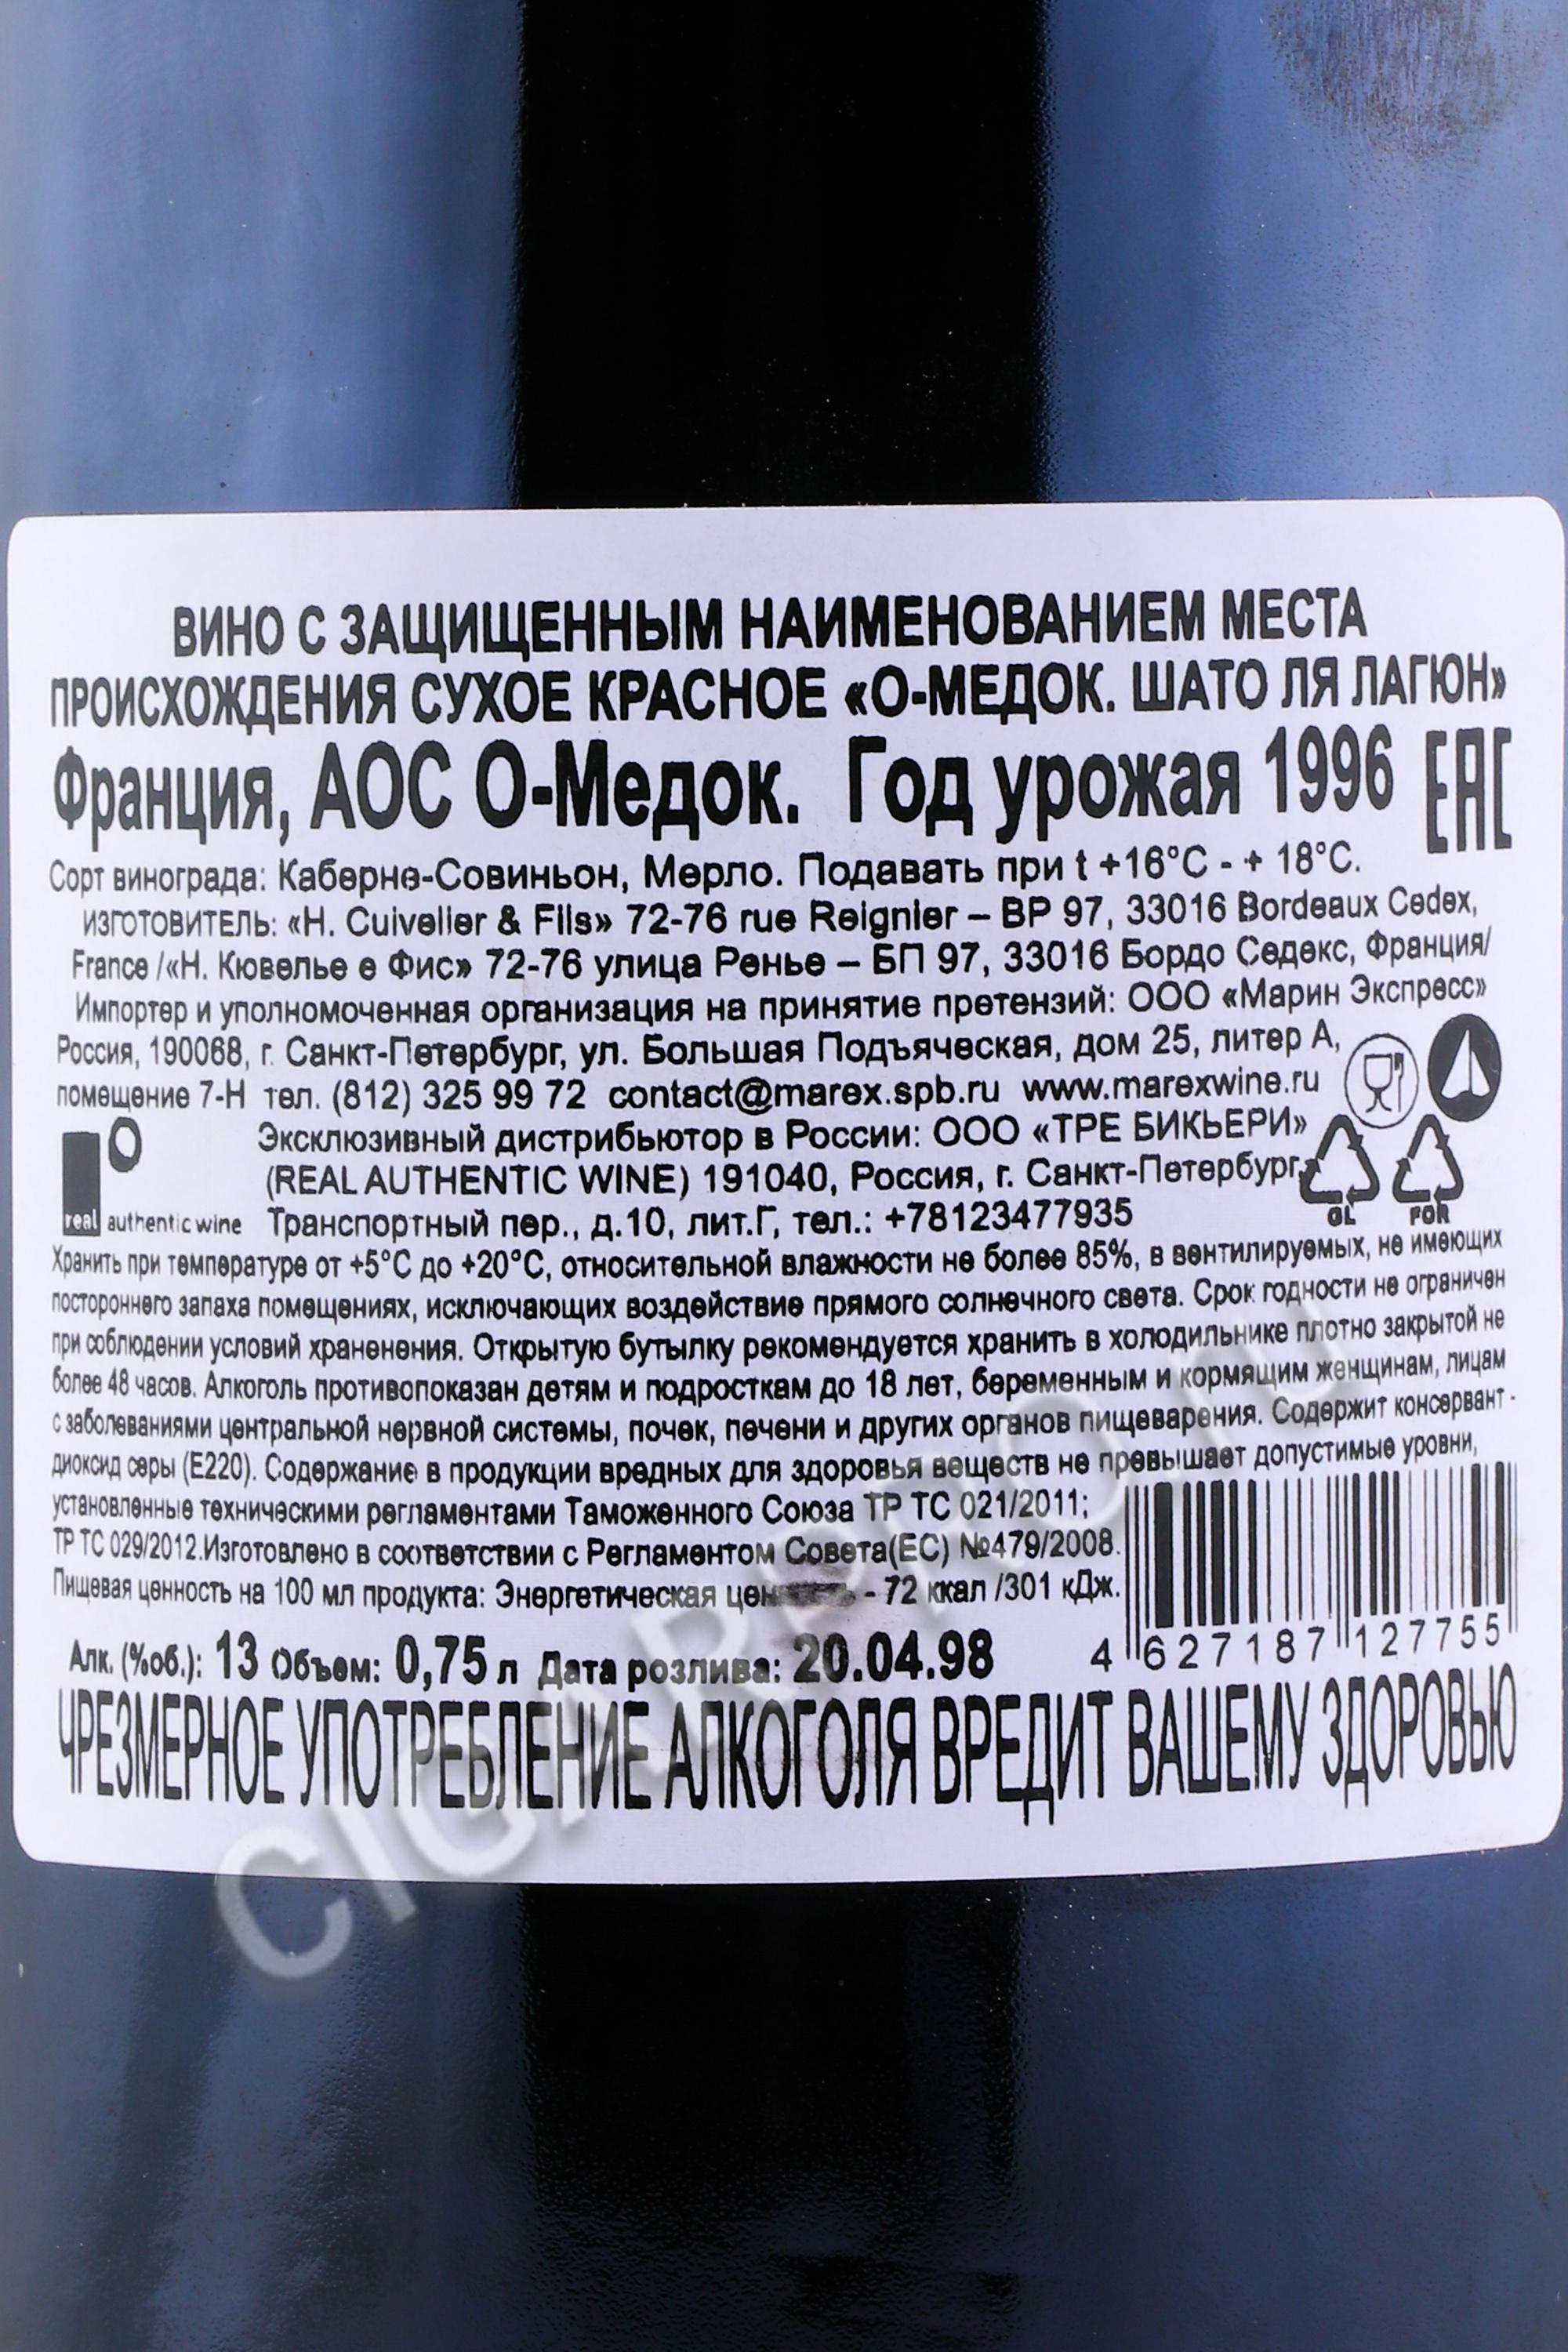 ВИНО С ЗАЩИЩЕННЫМ НАИМЕНОВАНИЕМ МЕСТА
ПРОИСХОЖДЕНИЯ СУХОЕ КРАСНОЕ «О-МЕДОК. ШАТО ЛЯ ЛАГЮН»
Франция, АОС О-Медок. Год урожая 1996 EAC
Сорт винограда: Каберне-Совиньон, Мерло. Подавать при t +16°C - + 18°C.
ИЗГОТОВИТЕЛЬ: «H. Cuivelier & Fils» 72-76 rue Reignier – BP 97, 33016 Bordeaux Cedex,
France /«Н. Кювелье е Фис» 72-76 улица Ренье – БП 97, 33016 Бордо Седекс, Франция/
Импортер и уполномоченная организация на принятие претензий: ООО «Марин Экспресс»
Россия, 190068, г. Санкт-Петербург, ул. Большая Подъяческая, дом 25, литер А,
помещение 7-Н тел. (812) 325 99 72 contact@marex.spb.ru www.marexwine.ru
Эксклюзивный дистрибьютор в России: ООО «ТРЕ БИКЬЕРИ»
(REAL AUTHENTIC WINE) 191040, Россия, г. Санкт-Петербург,
real authentic wine Транспортный пер., д.10, лит.Г, тел.: +78123477935
GL FOR
Хранить при температуре от +5°C до +20°C, относительной влажности не более 85%, в вентилируемых, не имеющих
постороннего запаха помещениях, исключающих воздействие прямого солнечного света. Срок годности не ограничен
при соблюдении условий храненения. Открытую бутылку рекомендуется хранить в холодильнике плотно закрытой не
более 48 часов. Алкоголь противопоказан детям и подросткам до 18 лет, беременным и кормящим женщинам, лицам
с заболеваниями центральной нервной системы, почек, печени и других органов пищеварения. Содержит консервант -
диоксид серы (Е220). Содержание в продукции вредных для здоровья веществ не превышает допустимые уровни,
установленные техническими регламентами Таможенного Союза ТР ТС 021/2011;
ТР ТС 029/2012.Изготовлено в соответствии с Регламентом Совета(ЕС) №479/2008.
Пищевая ценность на 100 мл продукта: Энергетическая - 72 ккал /301 кДж.
Алк. (%об.): 13 Объем: 0,75 л Дата розлива: 20.04.98
4 627187 127755
ЧРЕЗМЕРНОЕ УПОТРЕБЛЕНИЕ АЛКОГОЛЯ ВРЕДИТ ВАШЕМУ ЗДОРОВЬЮ
CIGARPRO.RU